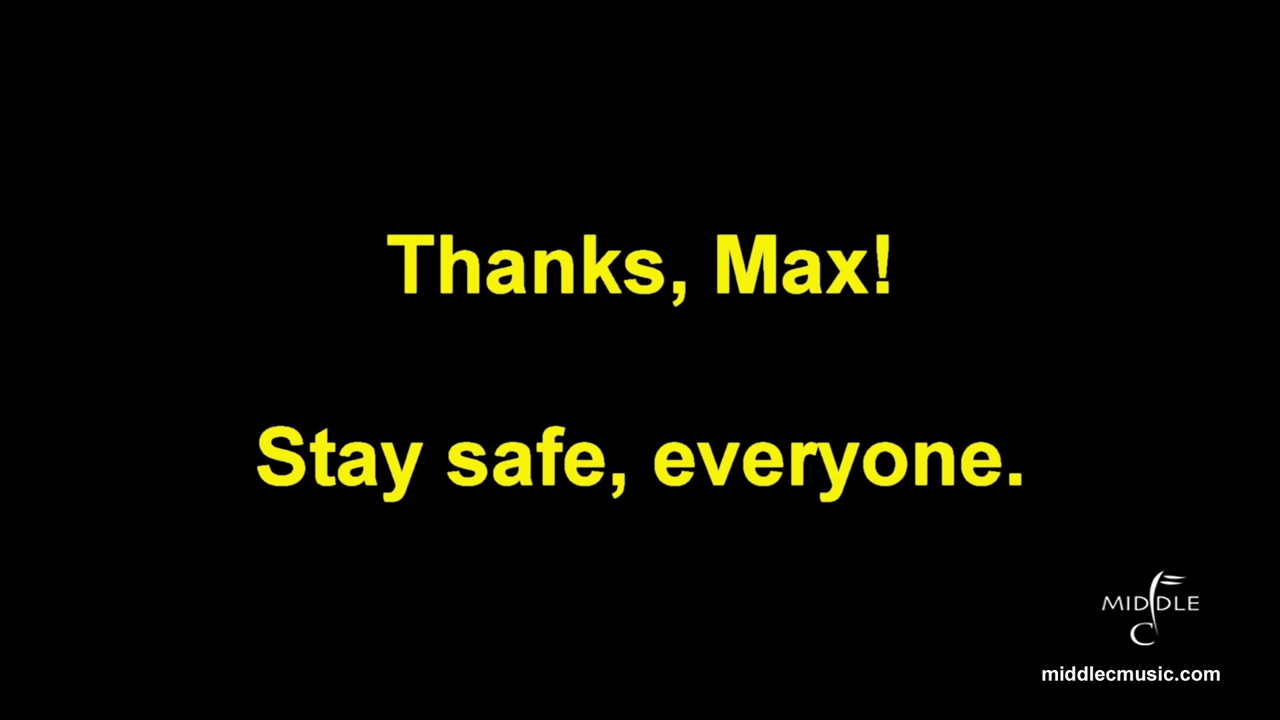 Thanks, Max!
Stay safe, everyone.
MIDDLE
C
middlecmusic.com